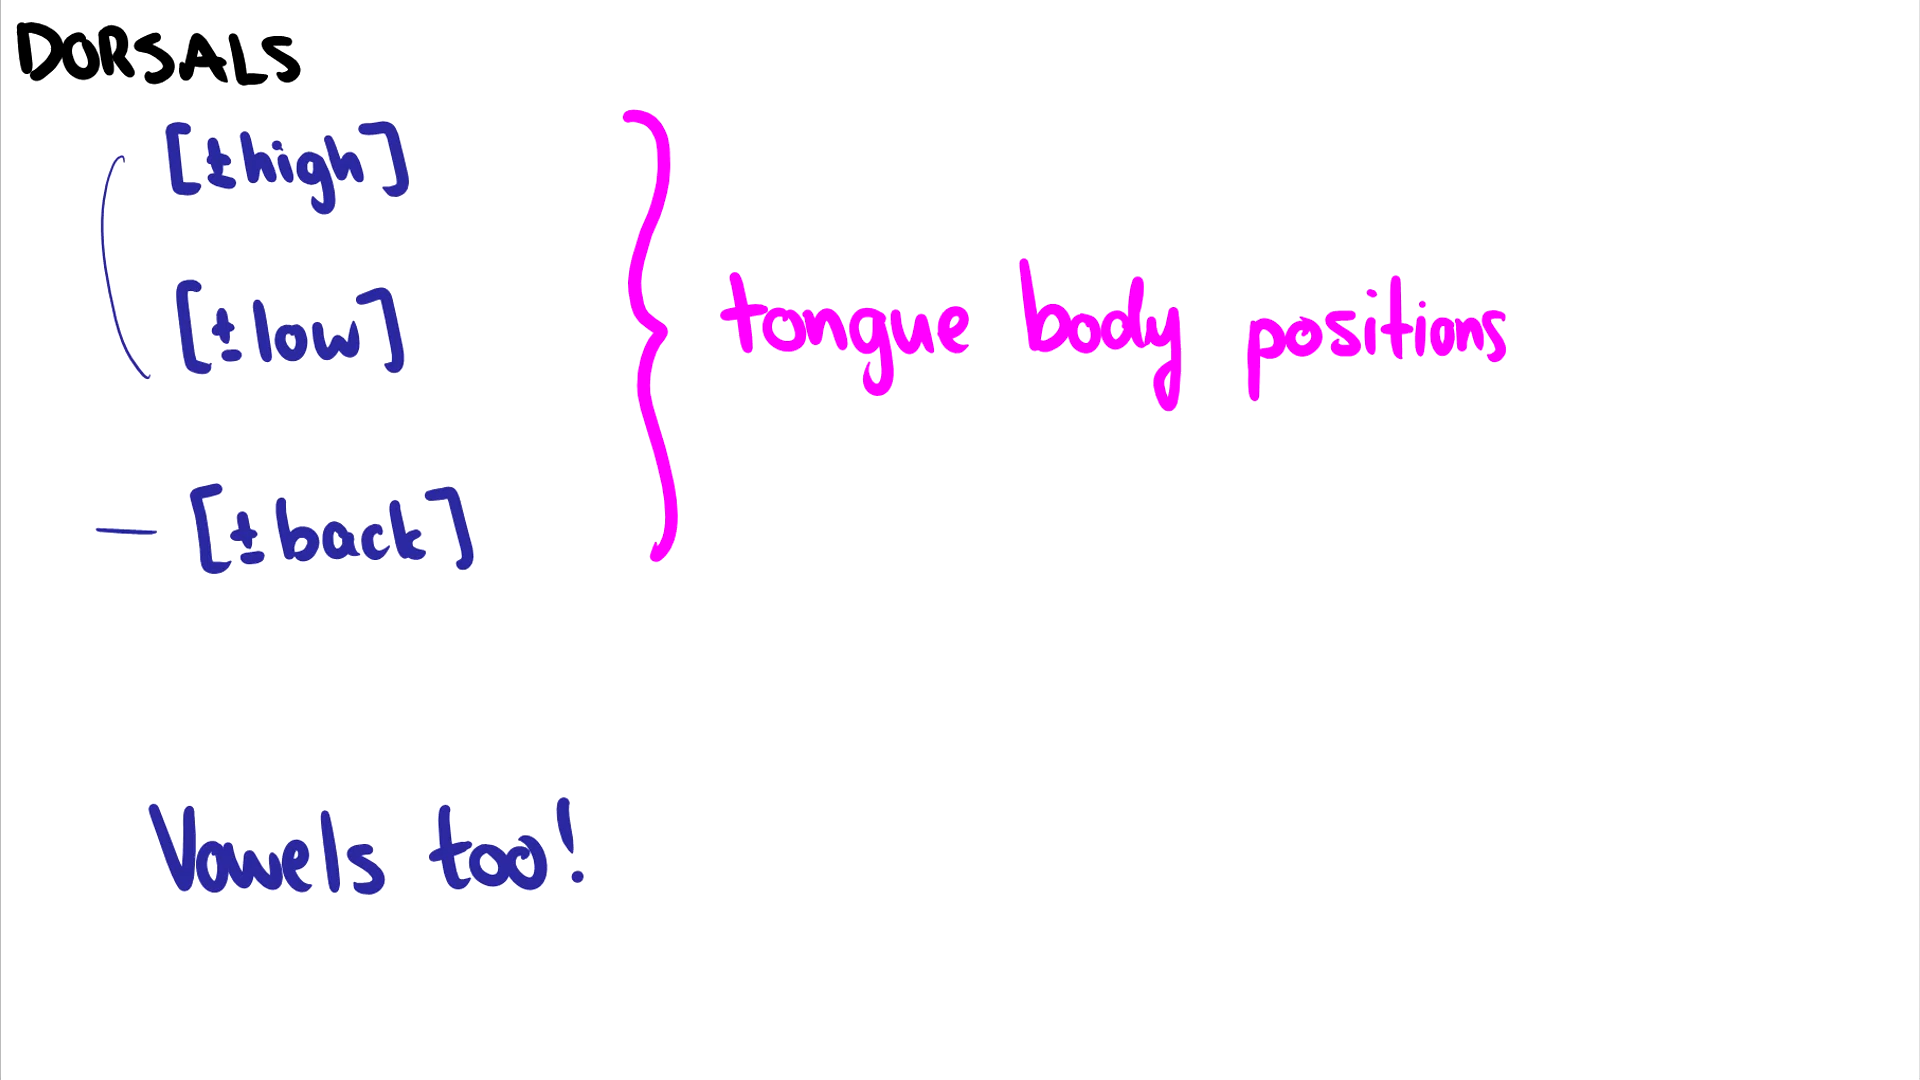 DORSALS
[±high]
[±low]
tongue body positions
[±back]
Vowels too!